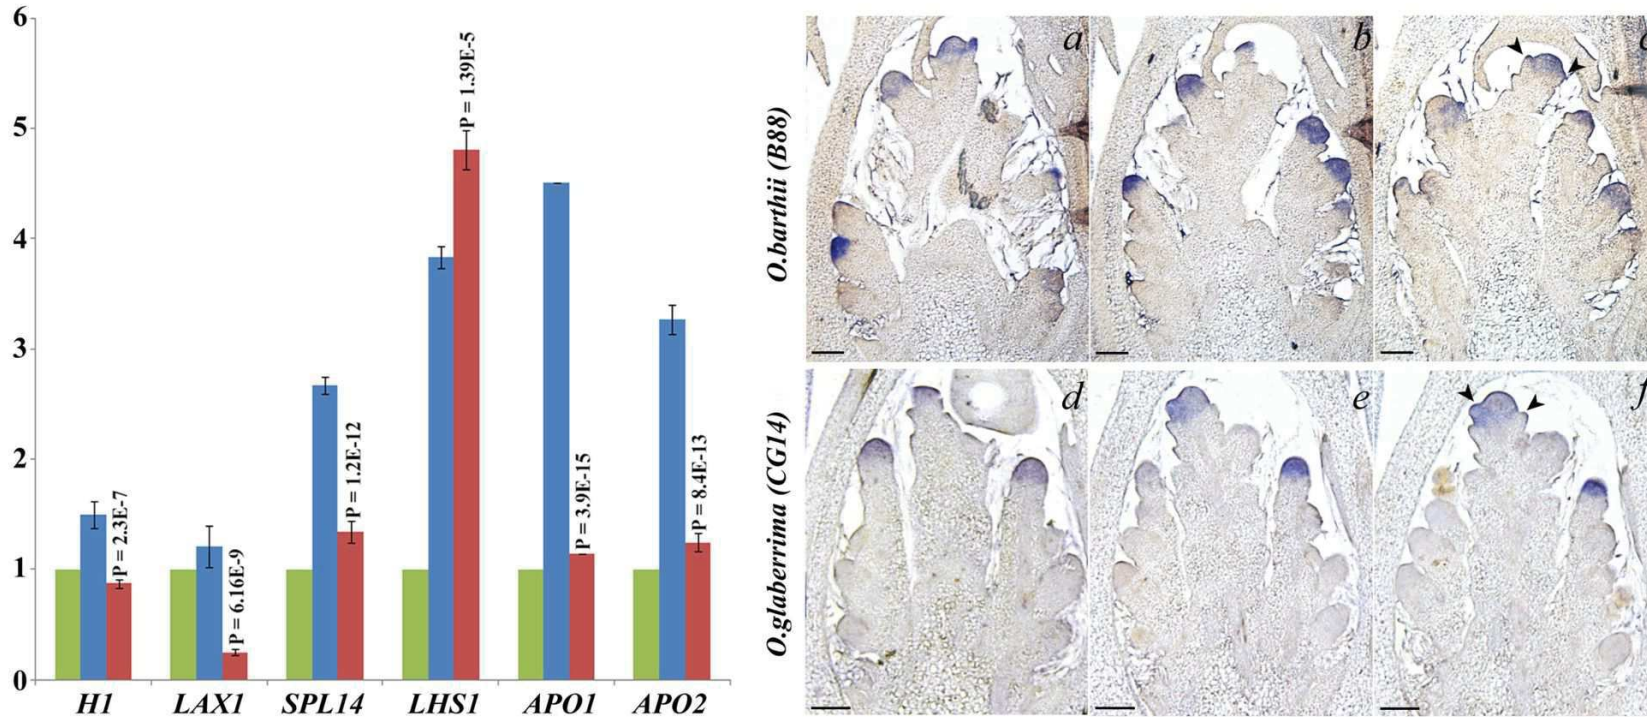 6
5
4
3
2
1
0
P = 2.3E-7
P = 6.16E-9
P = 1.2E-12
P = 1.39E-5
P = 3.9E-15
P = 8.4E-13
H1 LAX1 SPL14 LHS1 APO1 APO2
O.barthii (B88)
a b
O.glaberima (CG14)
d e f